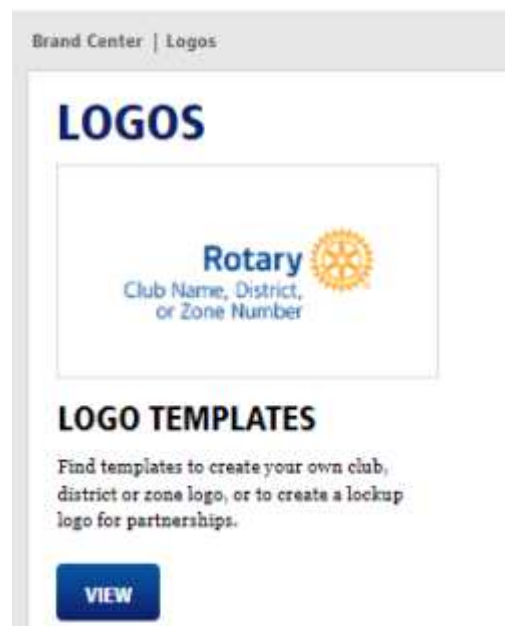 Brand Center | Logos
LOGOS
Rotary
Club Name, District,
or Zone Number
LOGO TEMPLATES
Find templates to create your own club,
district or zone logo, or to create a lockup
logo for partnerships.
VIEW